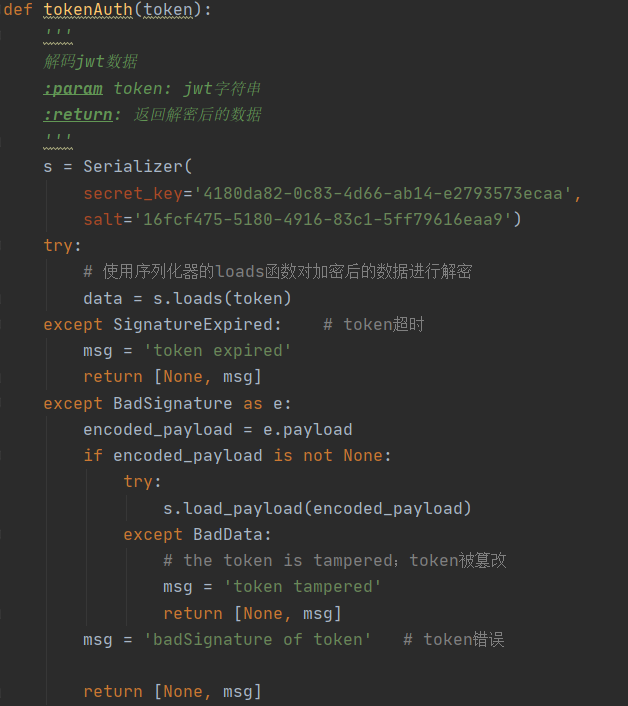 def tokenAuth(token):
    '''
    解码jwt数据
    :param token: jwt字符串
    :return: 返回解密后的数据
    '''
    s = Serializer(
        secret_key='4180da82-0c83-4d66-ab14-e2793573ecaa',
        salt='16fcf475-5180-4916-83c1-5ff79616eaa9')
    try:
        # 使用序列化器的loads函数对加密后的数据进行解密
        data = s.loads(token)
    except SignatureExpired:    # token超时
        msg = 'token expired'
        return [None, msg]
    except BadSignature as e:
        encoded_payload = e.payload
        if encoded_payload is not None:
            try:
                s.load_payload(encoded_payload)
            except BadData:
                # the token is tampered；token被篡改
                msg = 'token tampered'
                return [None, msg]
        msg = 'badSignature of token'   # token错误
        return [None, msg]